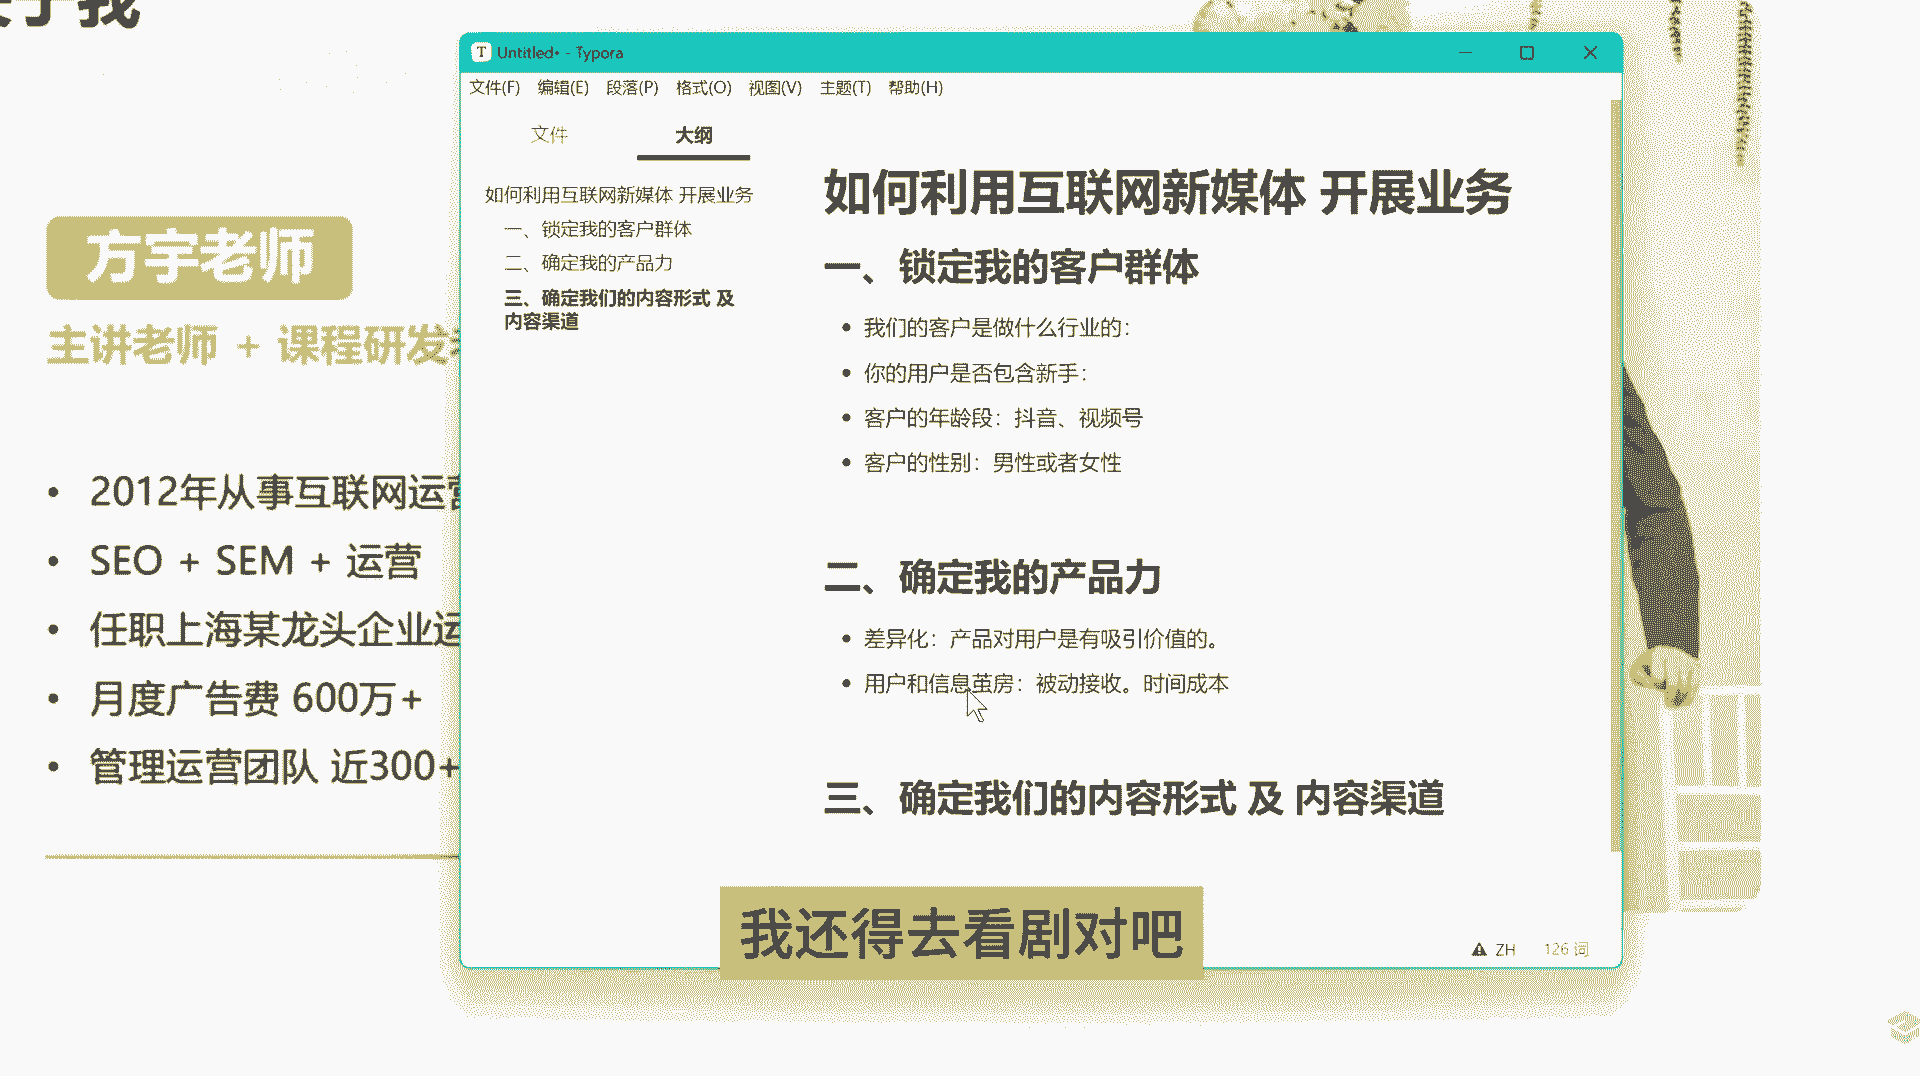 关于我
方宇老师
主讲老师 + 课程研发
2012年从事互联网运营
SEO + SEM + 运营
任职上海某龙头企业运
月度广告费 600万+
管理运营团队 近300+
Untitled• - Typora
文件(F) 编辑(E) 段落(P) 格式(O) 视图(V) 主题(T) 帮助(H)
文件 大纲
如何利用互联网新媒体 开展业务
一、锁定我的客户群体
二、确定我的产品力
三、确定我们的内容形式 及
内容渠道
如何利用互联网新媒体 开展业务
一、锁定我的客户群体
我们的客户是做什么行业的：
你的用户是否包含新手：
客户的年龄段：抖音、视频号
客户的性别：男性或者女性
二、确定我的产品力
差异化：产品对用户是有吸引价值的。
用户和信息茧房：被动接收。时间成本
三、确定我们的内容形式 及 内容渠道
ZH 126 词
我还得去看剧对吧